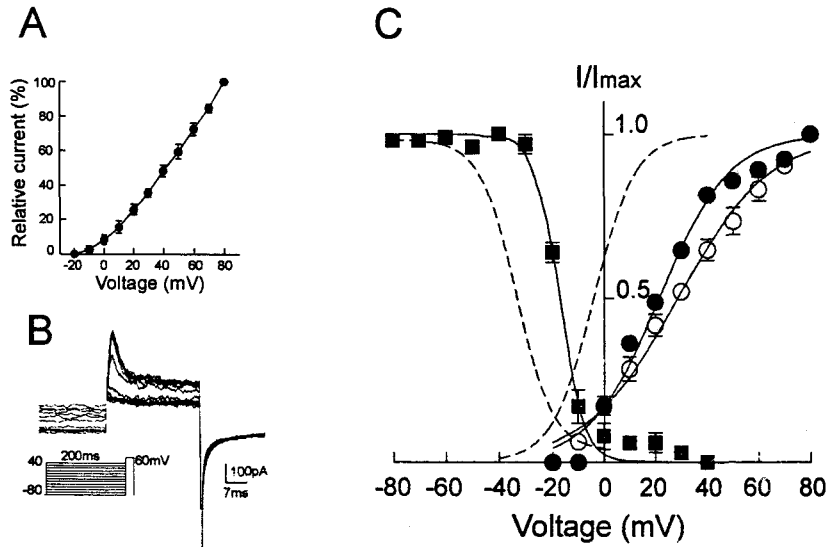 A
Relative current (%)
100
80
60
40
20
0
-20 0 20 40 60 80
Voltage (mV)
B
40
200ms
60mV
-80
100pA
7ms
C
I/Imax
1.0
0.5
-80 -60 -40 -20 0 20 40 60 80
Voltage (mV)